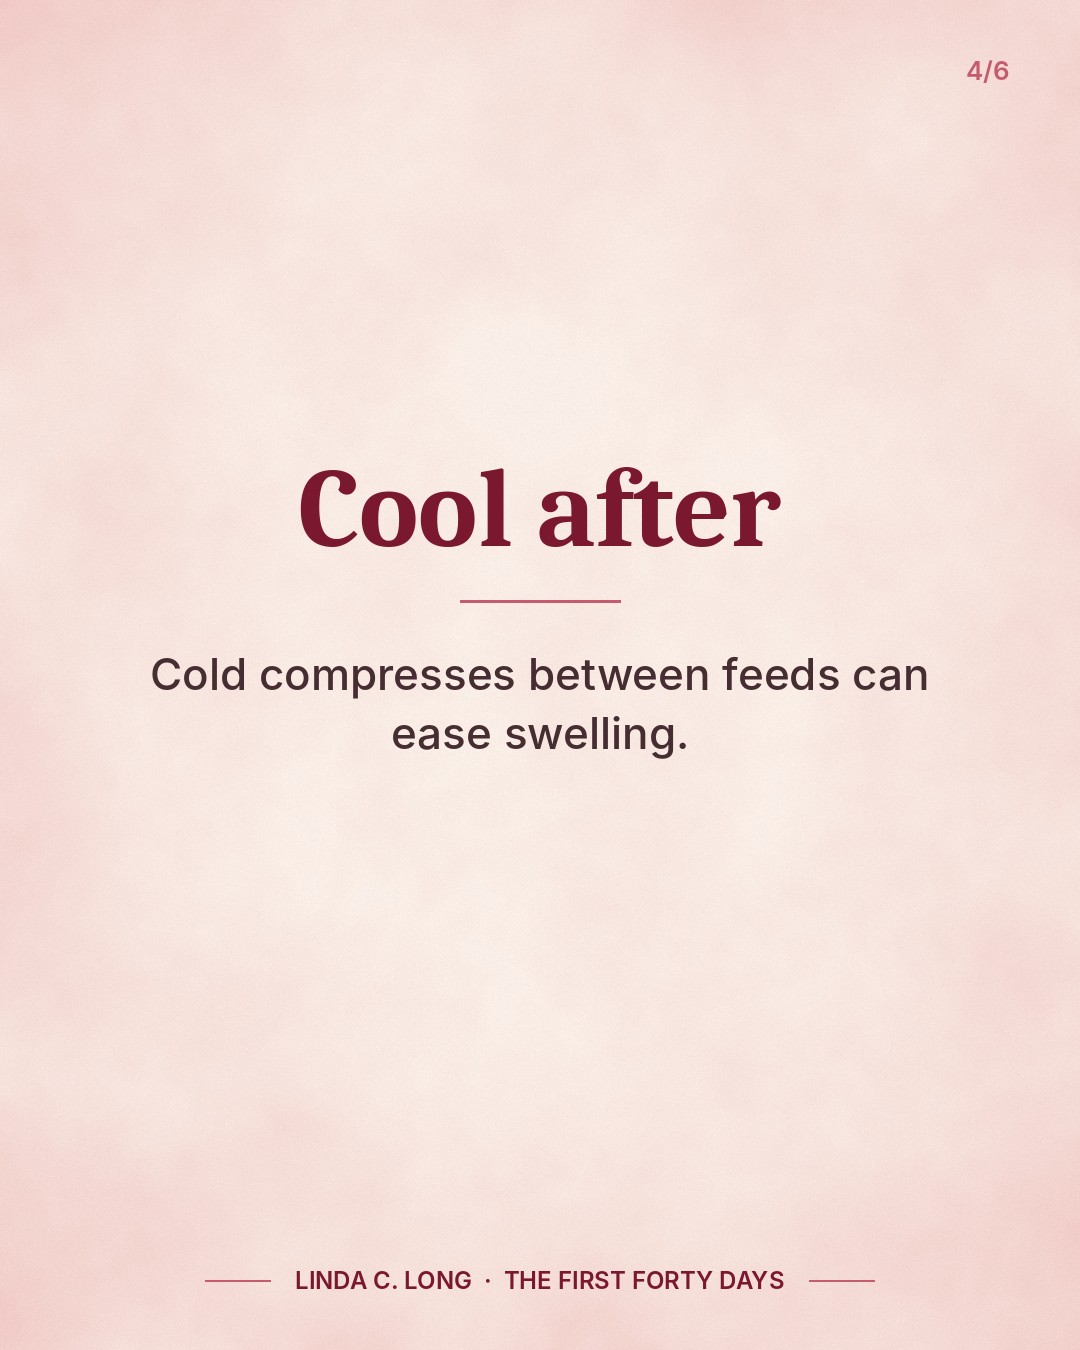 4/6
Cool after
Cold compresses between feeds can
ease swelling.
LINDA C. LONG · THE FIRST FORTY DAYS